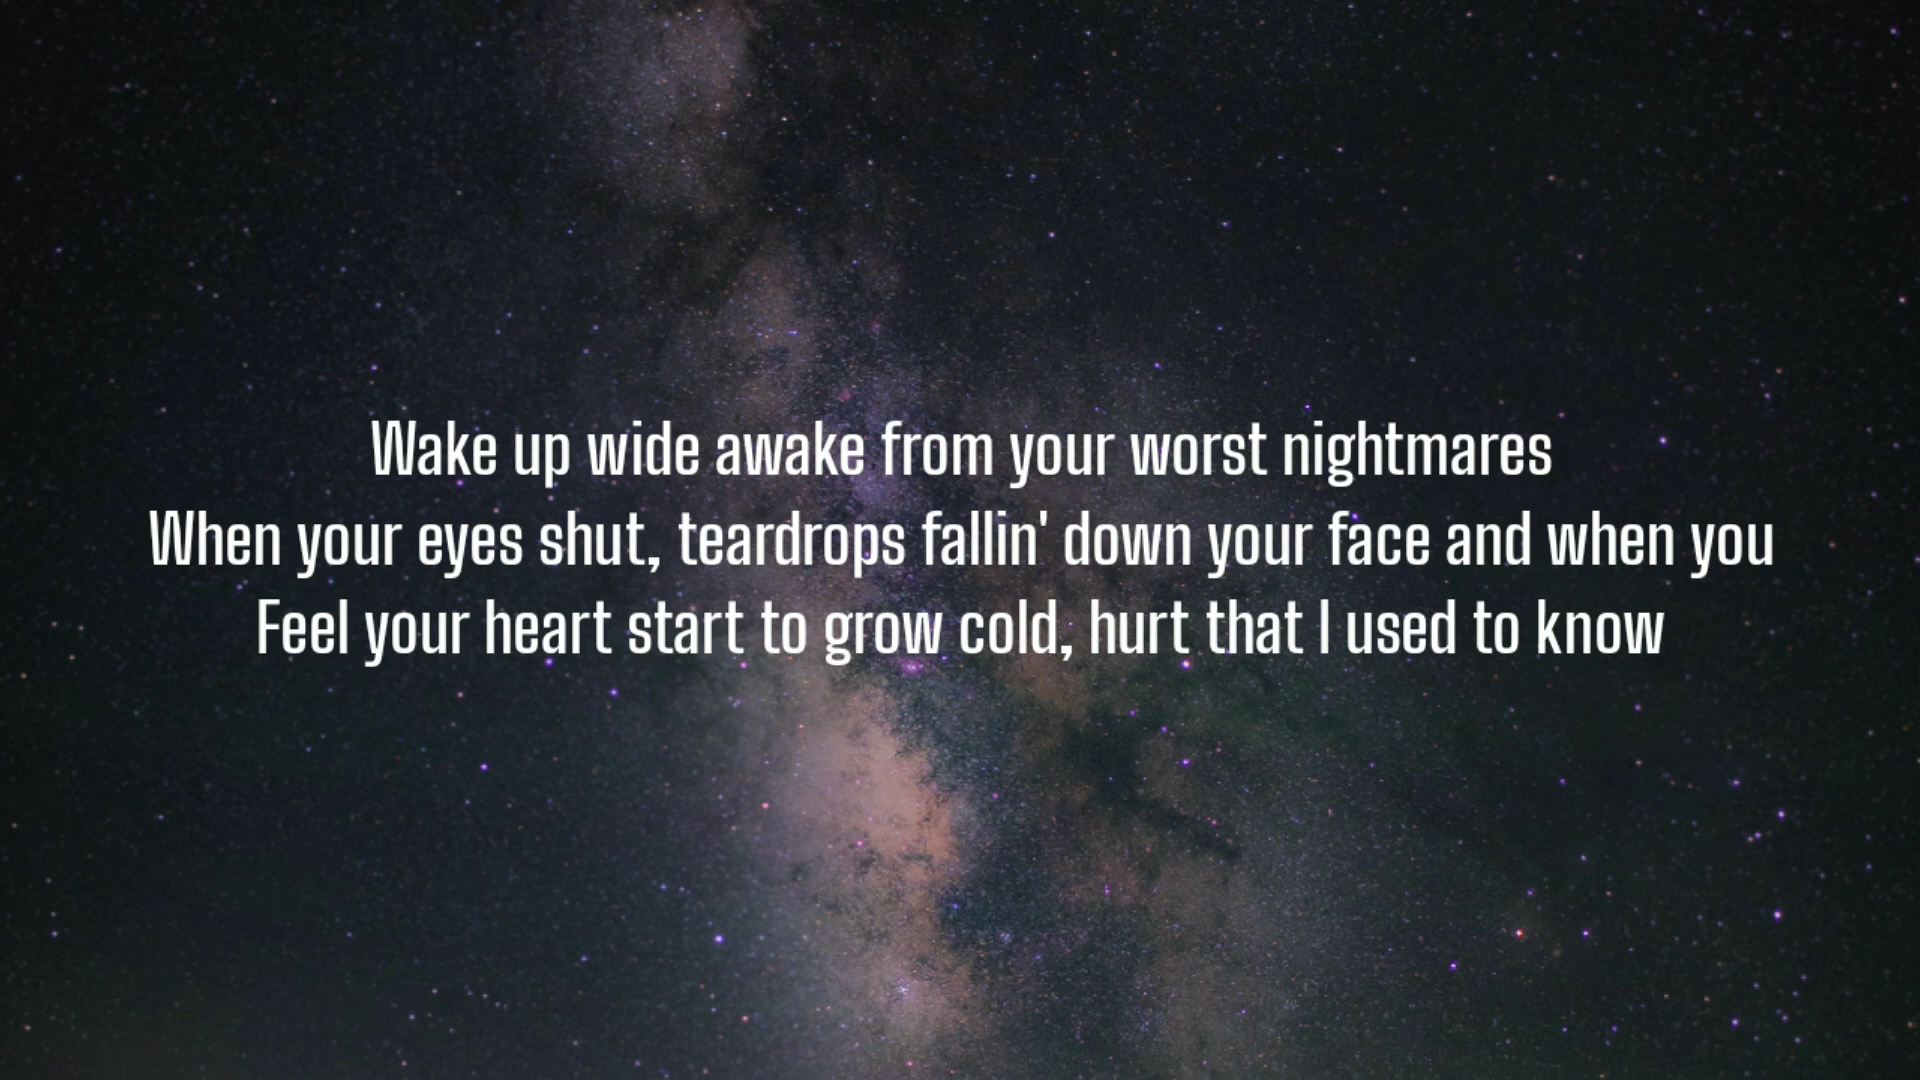 Wake up wide awake from your worst nightmares
When your eyes shut, teardrops fallin' down your face and when you
Feel your heart start to grow cold, hurt that I used to know